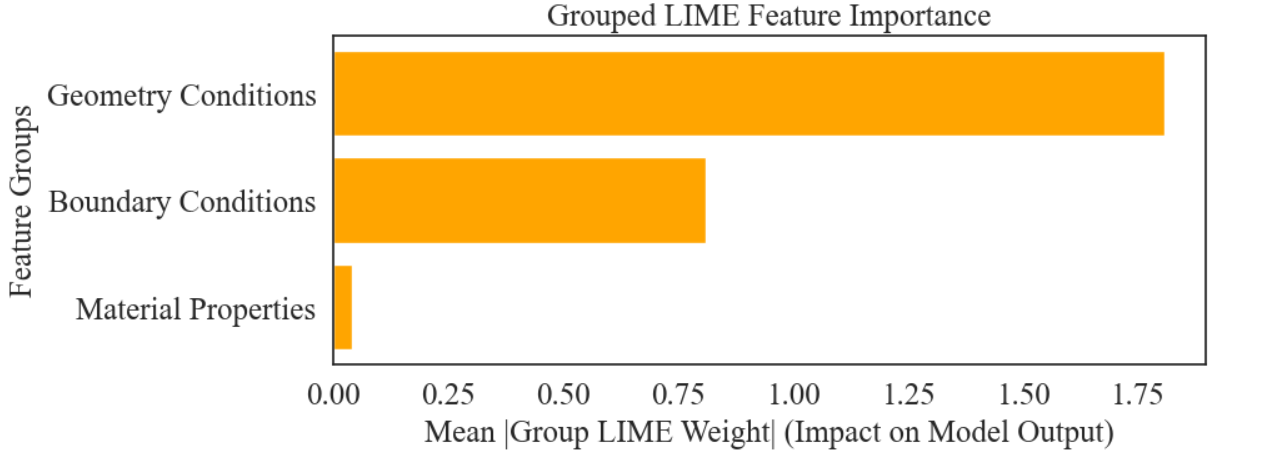 Grouped LIME Feature Importance
Feature Groups
Geometry Conditions
Boundary Conditions
Material Properties
0.00 0.25 0.50 0.75 1.00 1.25 1.50 1.75
Mean |Group LIME Weight| (Impact on Model Output)